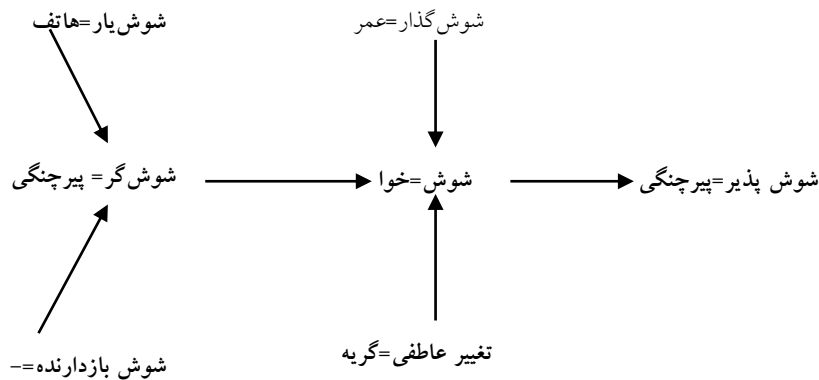 شوش‌یار=هاتف
شوش‌گذار=عمر
شوش‌گر= پیرچنگی
شوش=خوا
شوش پذیر=پیرچنگی
تغییر عاطفی=گریه
شوش بازدارنده=-